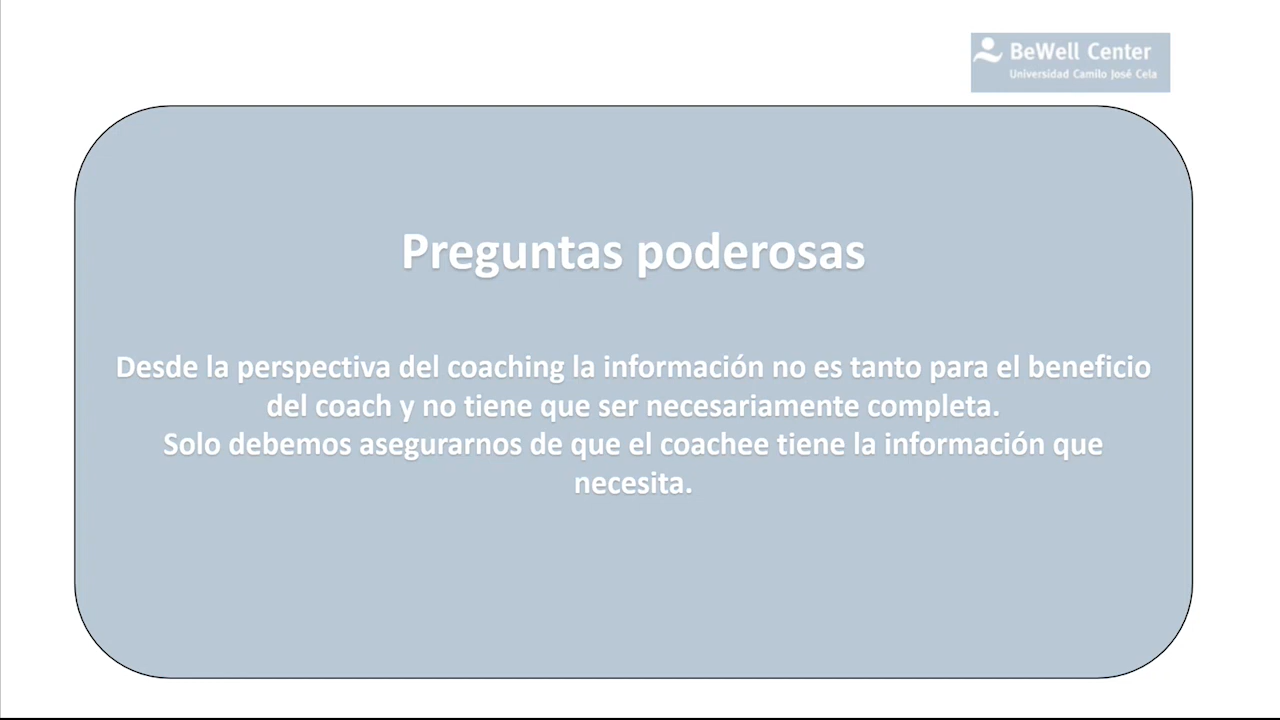 BeWell Center
Universidad Camilo José Cela
Preguntas poderosas
Desde la perspectiva del coaching la información no es tanto para el beneficio
del coach y no tiene que ser necesariamente completa.
Solo debemos asegurarnos de que el coachee tiene la información que
necesita.